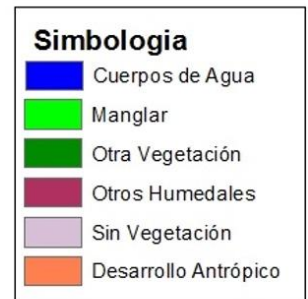 Simbologia
Cuerpos de Agua
Manglar
Otra Vegetación
Otros Humedales
Sin Vegetación
Desarrollo Antrópico